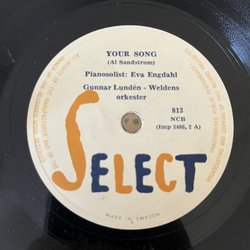 YOUR SONG
(Al Sandstrom)
Pianosolist: Eva Engdahl
Gunnar Lundén - Weldens
orkester
813
NCB
(Imp 5486, 2 A)
SELECT
MADE IN SWEDEN